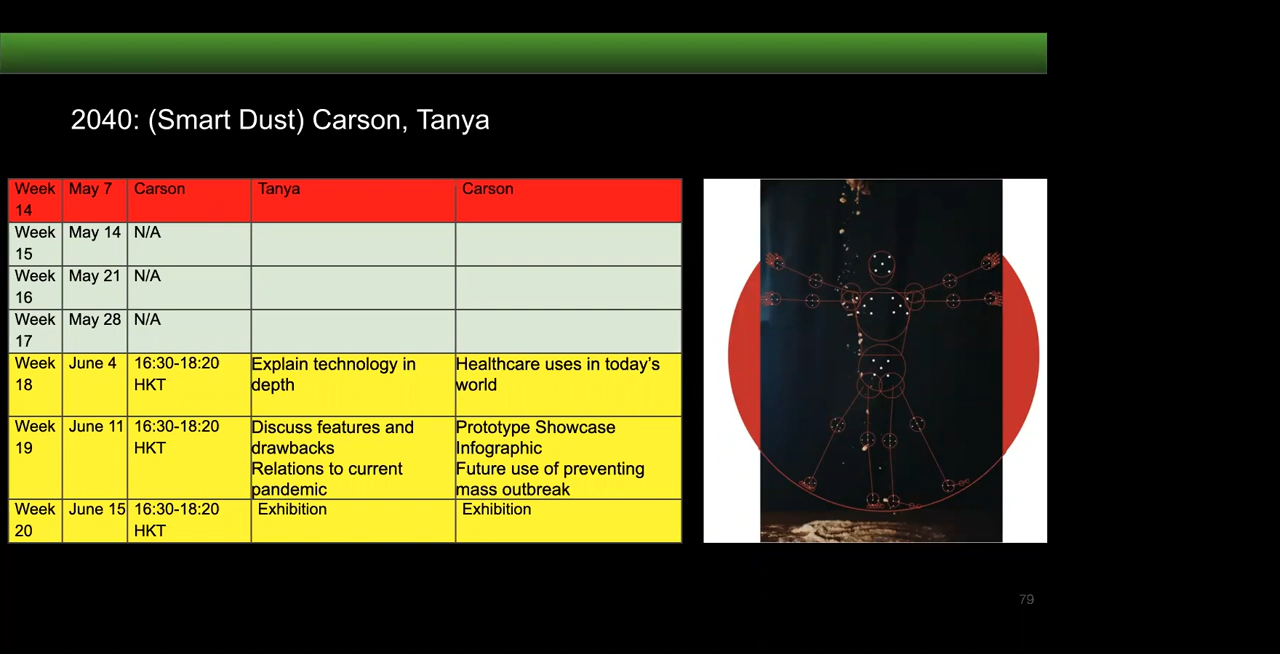 2040: (Smart Dust) Carson, Tanya
Week May 7 Carson Tanya Carson
14
Week May 14 N/A
15
Week May 21 N/A
16
Week May 28 N/A
17
Week June 4 16:30-18:20 Explain technology in Healthcare uses in today's
18 HKT depth world
Week June 11 16:30-18:20 Discuss features and Prototype Showcase
19 HKT drawbacks Infographic
Relations to current Future use of preventing
pandemic mass outbreak
Week June 15 16:30-18:20 Exhibition Exhibition
20 HKT
79